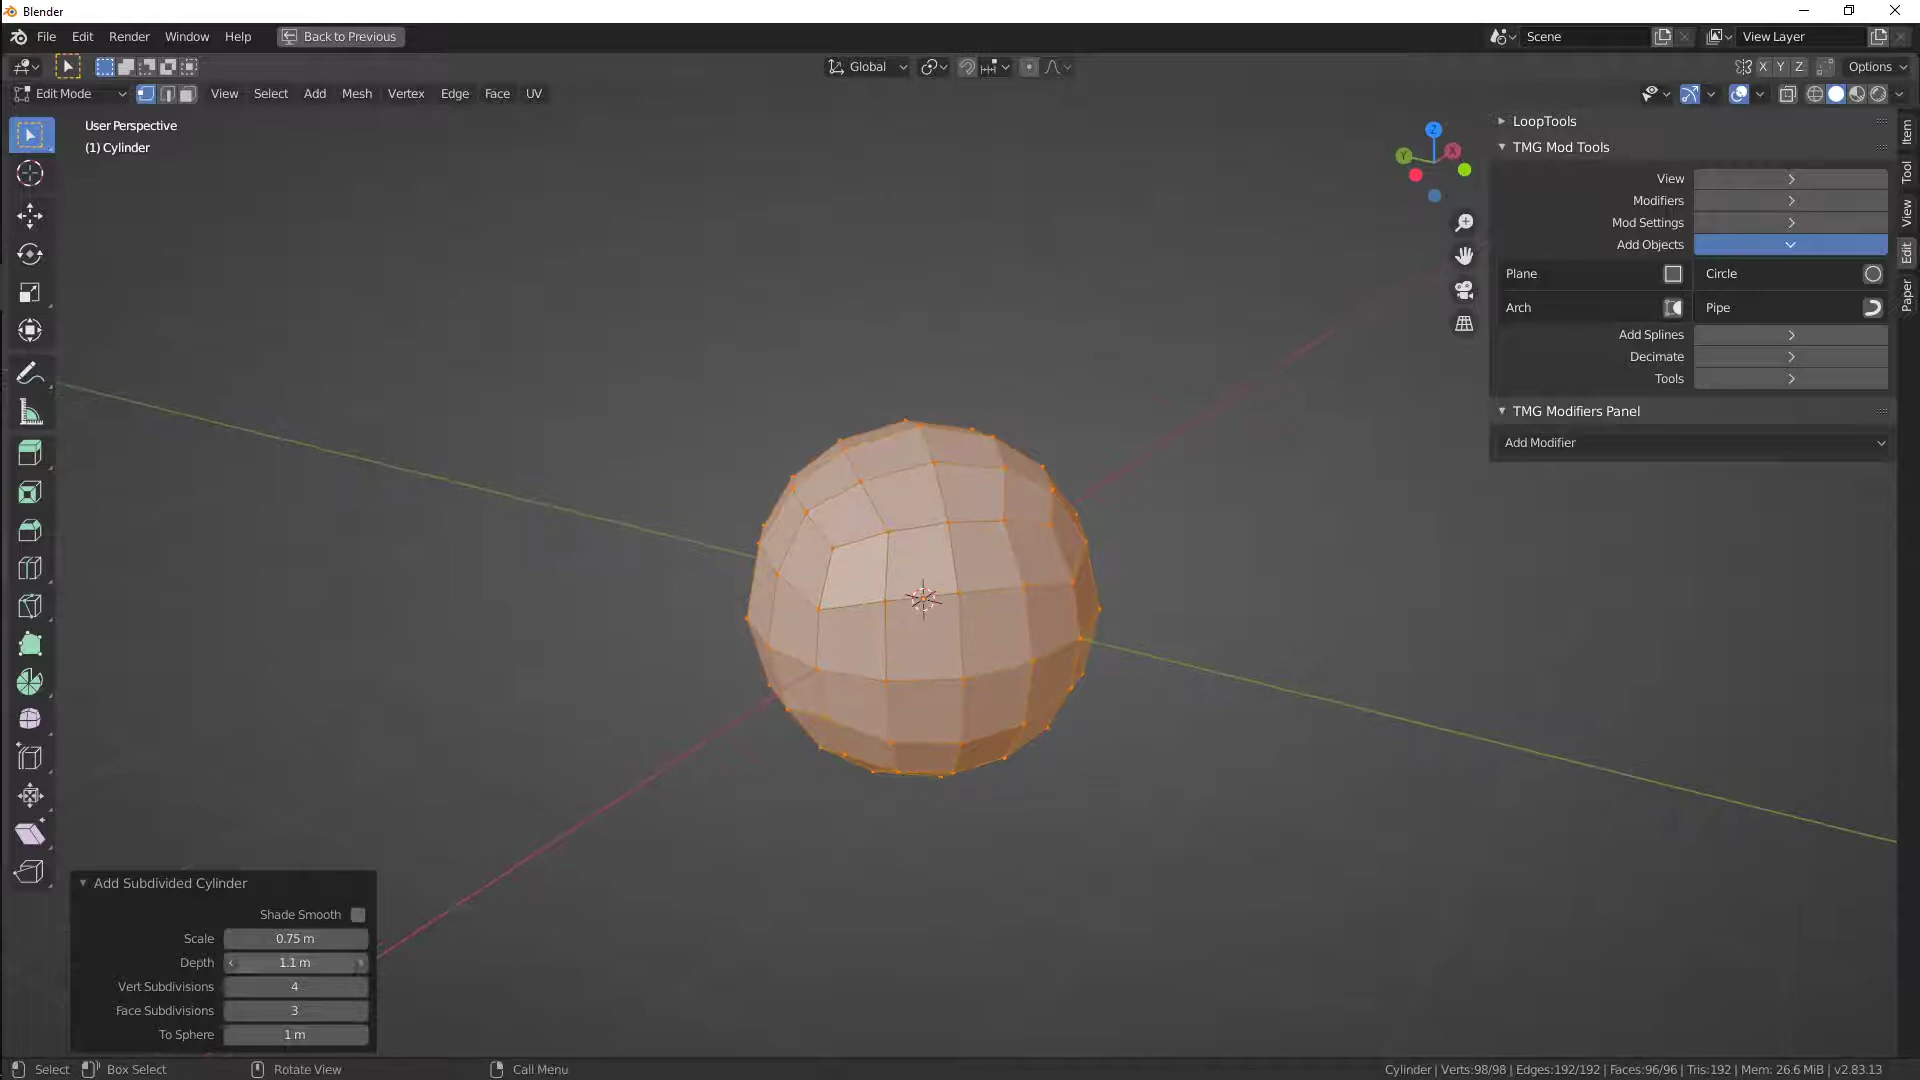 Blender
File Edit Render Window Help Back to Previous Scene View Layer
Global X Y Z Options
Edit Mode View Select Add Mesh Vertex Edge Face UV
User Perspective
(1) Cylinder
Z
Y
X
LoopTools
TMG Mod Tools
View
Modifiers
Mod Settings
Add Objects
Plane Circle
Arch Pipe
Add Splines
Decimate
Tools
TMG Modifiers Panel
Add Modifier
Item
Tool
View
Edit
Paper
Add Subdivided Cylinder
Shade Smooth
Scale 0.75 m
Depth 1.1 m
Vert Subdivisions 4
Face Subdivisions 3
To Sphere 1 m
Select Box Select Rotate View Call Menu Cylinder | Verts:98/98 | Edges:192/192 | Faces:96/96 | Tris:192 | Mem: 26.6 MiB | v2.83.13